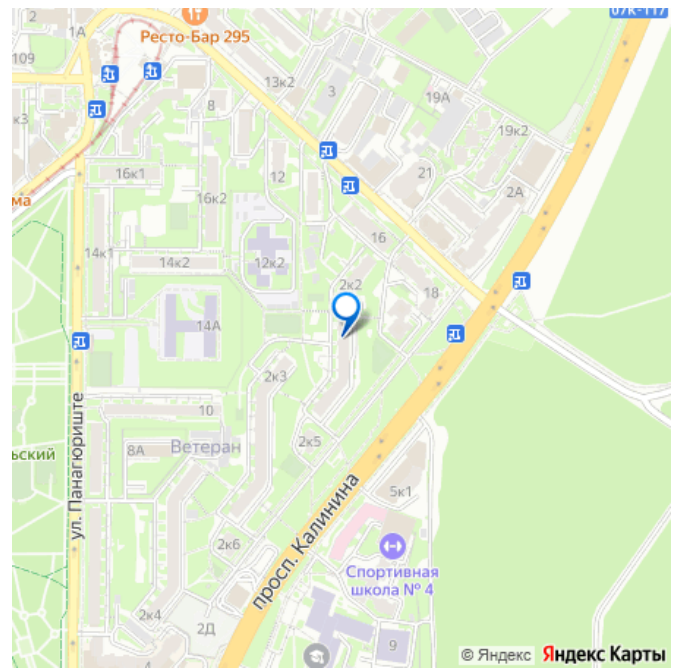 07К-117
2
1А
Ресто-Бар 295
109
к3
13к2
3
19А
8
19к2
16к1
12
21
ма
16к2
2А
14к1
14к2
12к2
16
2к2
18
14А
2к3
ул. Панагюриште
10
ьский
8А
Ветеран
2к5
просп. Калинина
5к1
2к6
Спортивная
школа № 4
2к4
2Д
4
9
© Яндекс Яндекс Карты